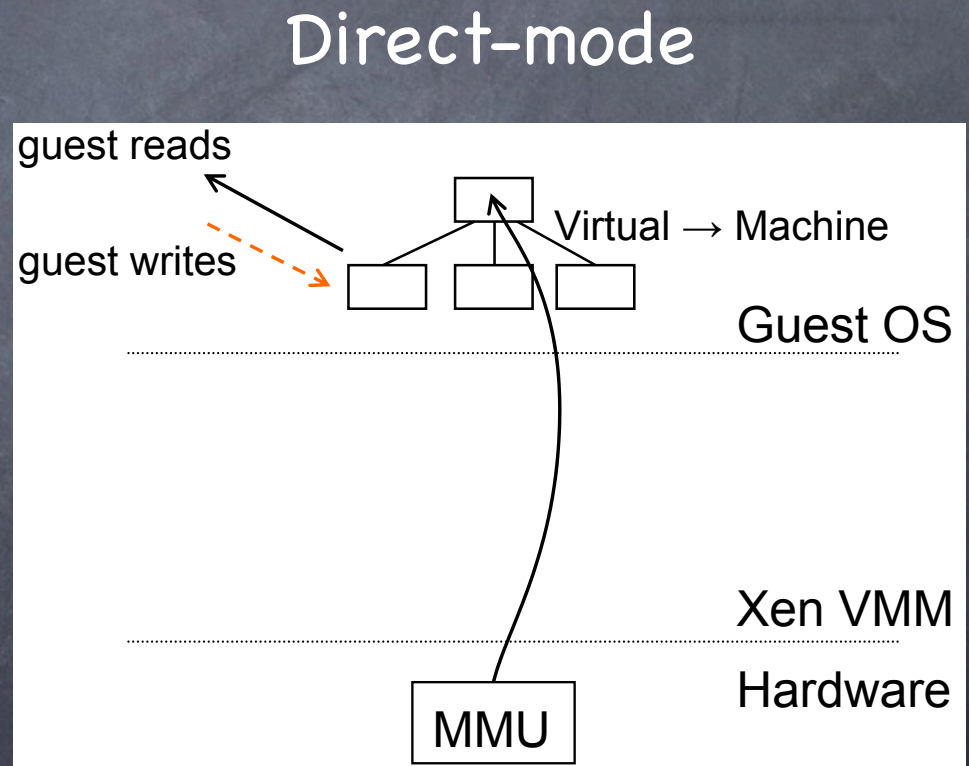 Direct-mode
guest reads
Virtual → Machine
guest writes
Guest OS
Xen VMM
Hardware
MMU